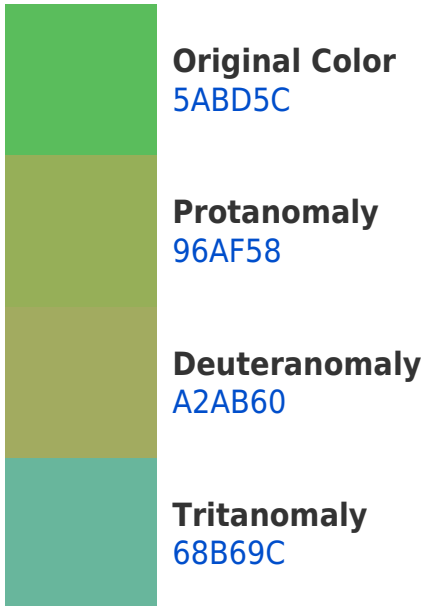 Original Color
5ABD5C
Protanomaly
96AF58
Deuteranomaly
A2AB60
Tritanomaly
68B69C